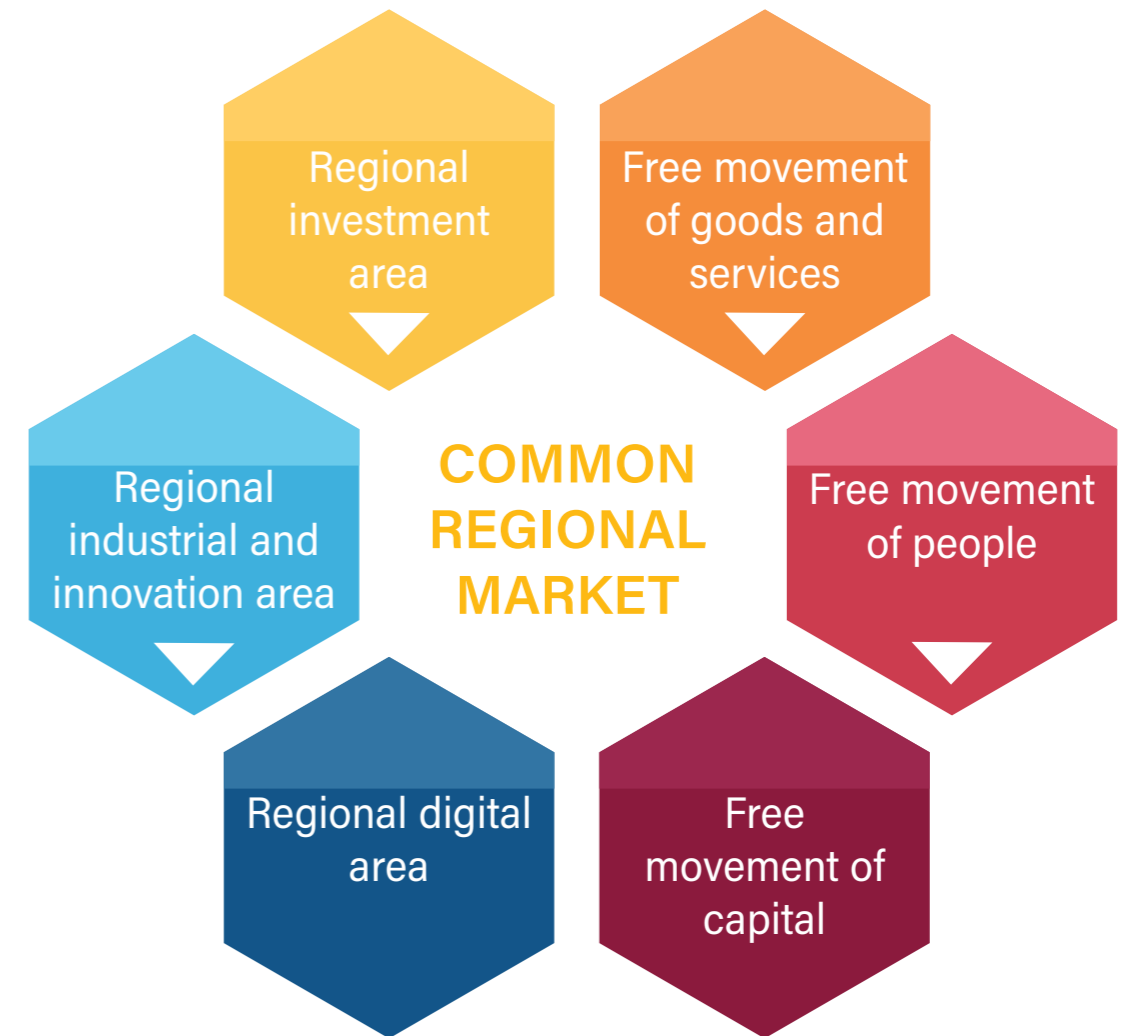 Regional
investment
area
Free movement
of goods and
services
Regional
industrial and
innovation area
COMMON
REGIONAL
MARKET
Free movement
of people
Regional digital
area
Free
movement of
capital